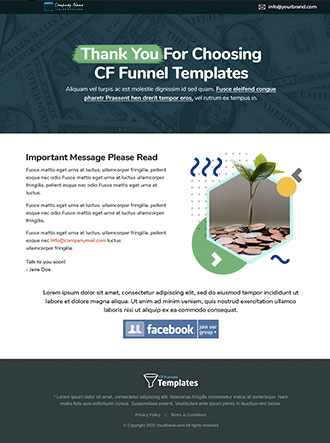 Company Name
info@yourbrand.com
Thank You For Choosing
CF Funnel Templates
Aliquam vel turpis ac est molestie dignissim id sed quam. Fusce eleifend congue
pharetr Praesent hen drerit tempor eros, vel rutrum ex tempus in.
Important Message Please Read
Fusce mattis eget urna at lacus luctus, ullamcorper fringilla. pellent
esque nec odio Fusce mattis eget urna at luctus ullamcorper
fringilla. pellent esque nec odio Fusce mattis eget urna at
luctus.
Fusce mattis eget urna at lacus luctus, ullamcorper fringilla. pellent
esque nec odio Fusce mattis eget urna at luctus ullamcorper
fringilla.
Fusce mattis eget urna at lacus luctus, ullamcorper fringilla. pellent
esque nec Info@companymail.com luctus
ullamcorper fringilla.
Talk to you soon!
- Jane Doe
Lorem ipsum dolor sit amet, consectetur adipiscing elit, sed do eiusmod tempor incididunt ut
labore et dolore magna aliqua. Ut enim ad minim veniam, quis nostrud exercitation ullamco
laboris nisi ut aliquip ex ea commodo consequat.
facebook join our group
CF Funnels
Templates
* Lorem ipsum dolor sit amet, consectetur adipiscing elit. Maecenas fringilla consectetur metus at scelerisque. Nam
mollis felis quis sollicitudin cursus. Suspendisse potenti. Vestibulum ante ipsum primis in faucibus orci luctus.
Privacy Policy | Terms & Conditions
© Copyright 2021 YourBrand.com All rights reserved